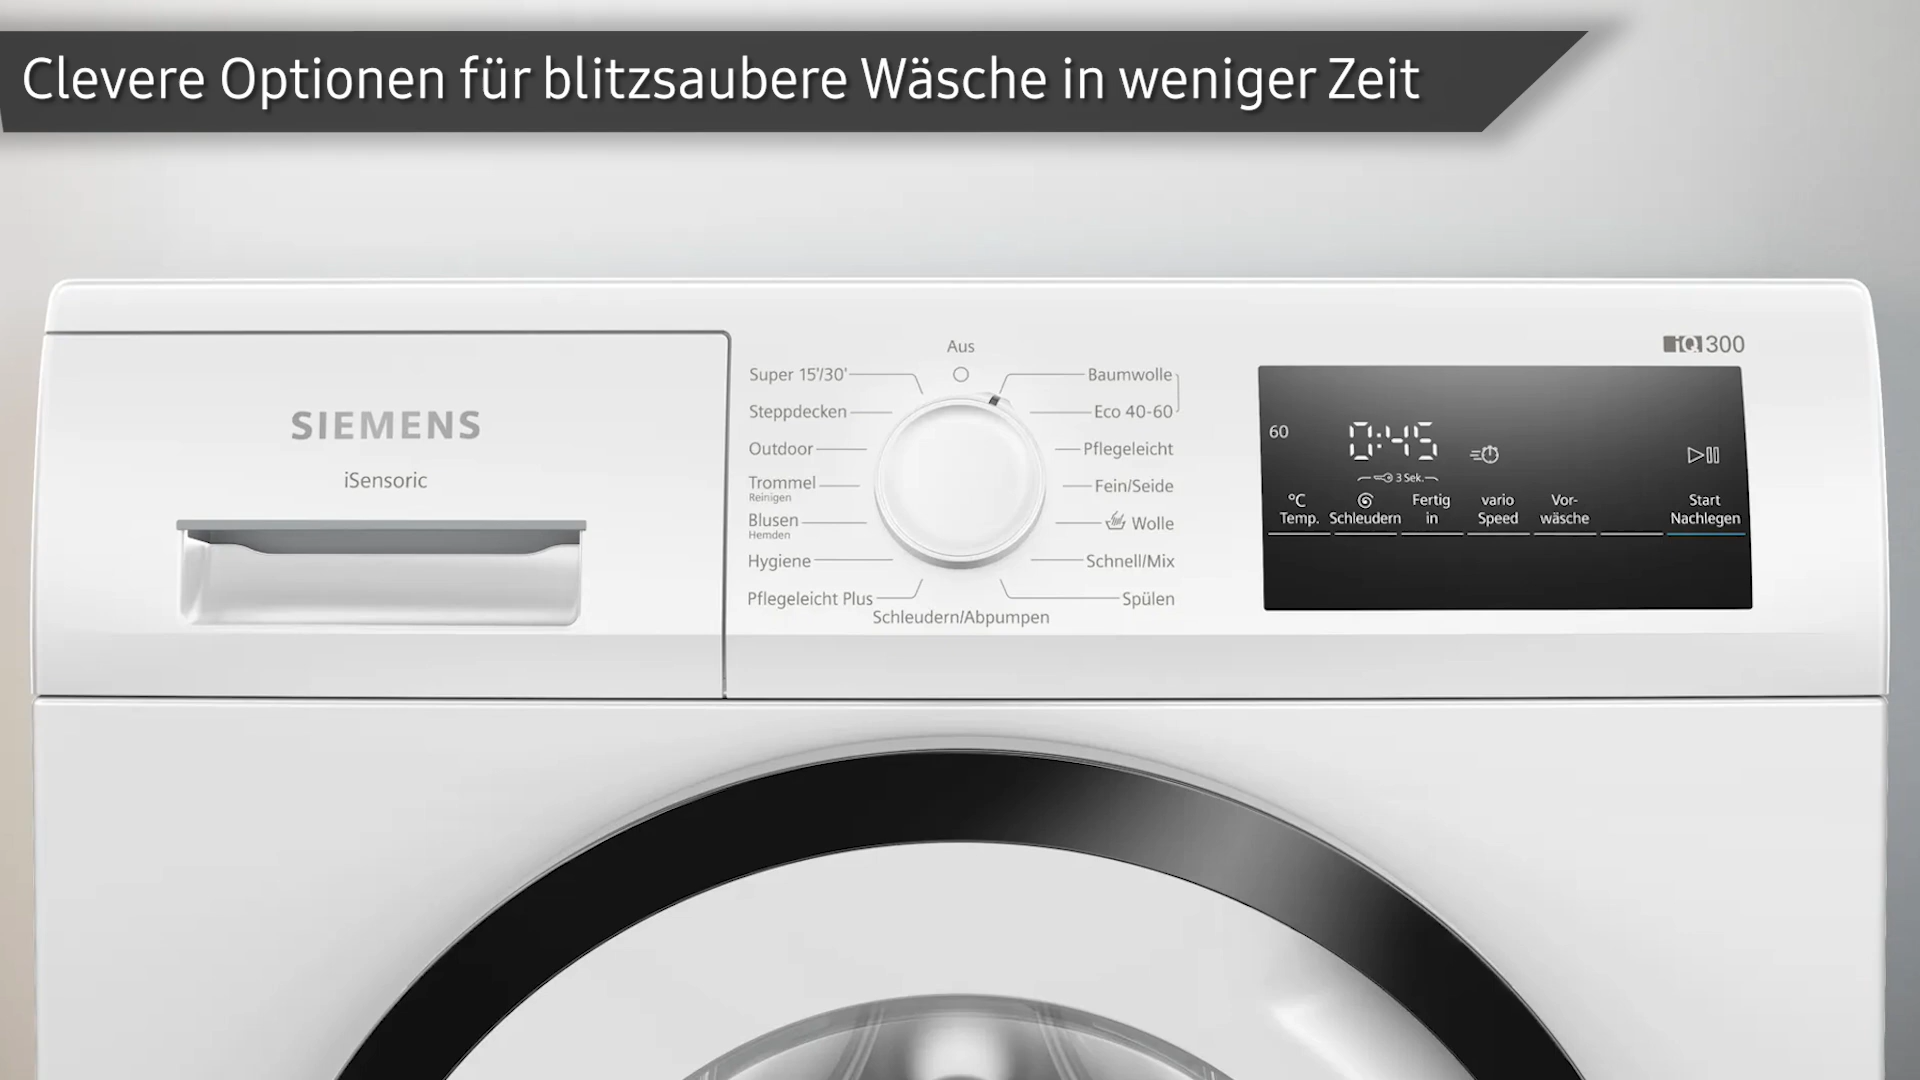 Clevere Optionen für blitzsaubere Wäsche in weniger Zeit
SIEMENS
iSensoric
Aus
Super 15'/30'
Steppdecken
Outdoor
Trommel
Reinigen
Blusen
Hemden
Hygiene
Pflegeleicht Plus
Schleudern/Abpumpen
Baumwolle
Eco 40-60
Pflegeleicht
Fein/Seide
Wolle
Schnell/Mix
Spülen
iQ300
60
0:45
3 Sek.
°C
Temp.
Schleudern
Fertig
in
vario
Speed
Vor-
wäsche
Start
Nachlegen